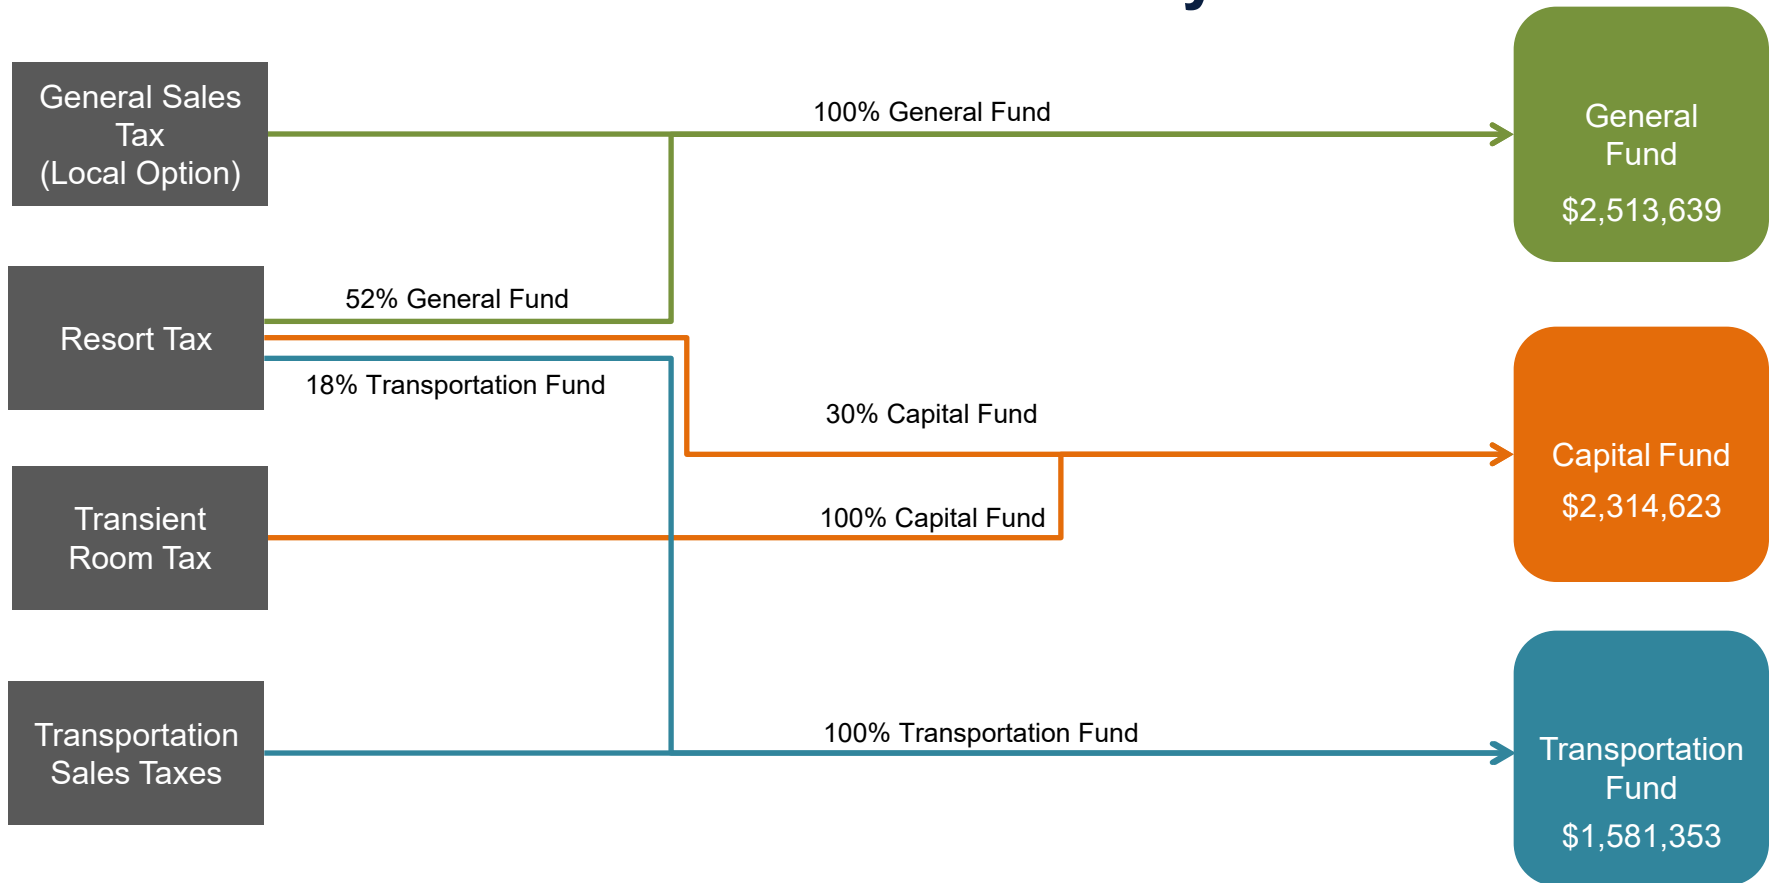 General Sales
Tax
(Local Option)
100% General Fund
General
Fund
$2,513,639
Resort Tax
52% General Fund
18% Transportation Fund
30% Capital Fund
Capital Fund
$2,314,623
Transient
Room Tax
100% Capital Fund
Transportation
Sales Taxes
100% Transportation Fund
Transportation
Fund
$1,581,353